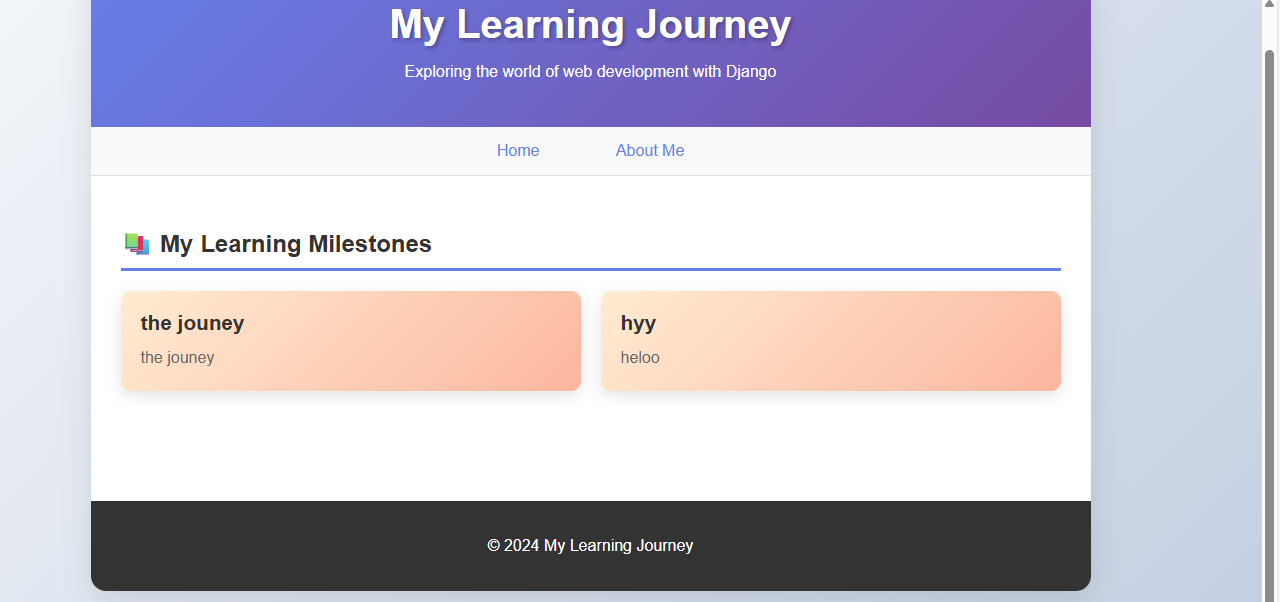 My Learning Journey
Exploring the world of web development with Django
Home About Me
My Learning Milestones
the jouney
the jouney
hyy
heloo
© 2024 My Learning Journey